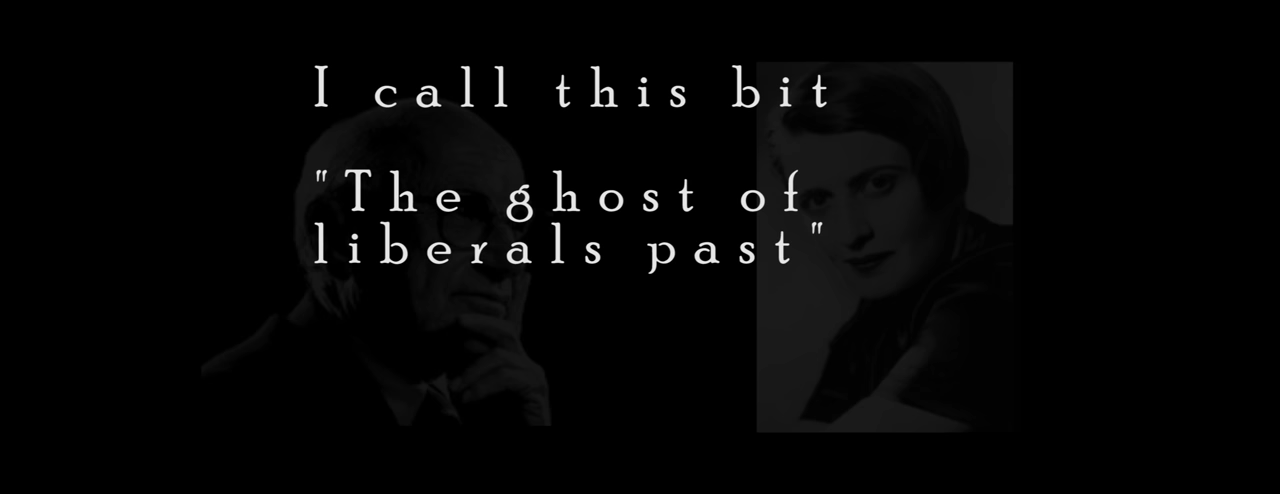 I call this bit
"The ghost of
liberals past"